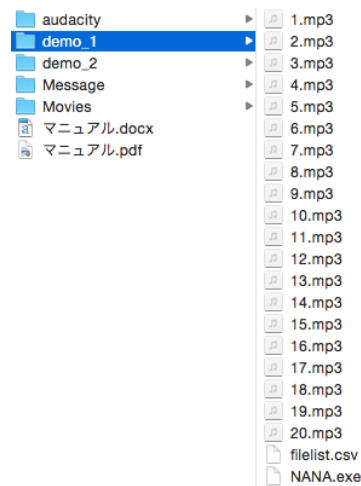 audacity
demo_1
demo_2
Message
Movies
マニュアル.docx
マニュアル.pdf
1.mp3
2.mp3
3.mp3
4.mp3
5.mp3
6.mp3
7.mp3
8.mp3
9.mp3
10.mp3
11.mp3
12.mp3
13.mp3
14.mp3
15.mp3
16.mp3
17.mp3
18.mp3
19.mp3
20.mp3
filelist.csv
NANA.exe